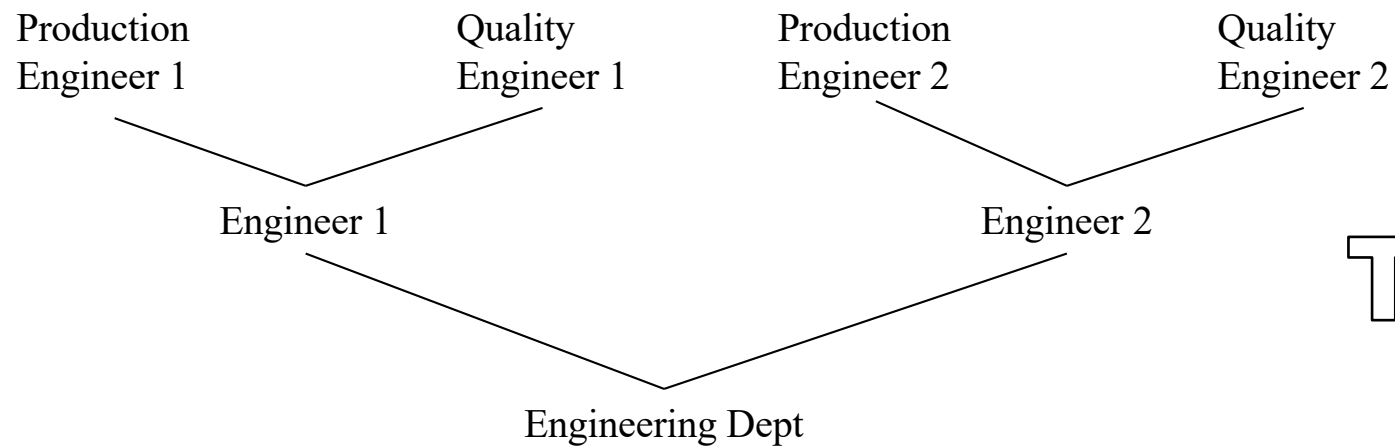 Production Engineer 1
Quality Engineer 1
Production Engineer 2
Quality Engineer 2
Engineer 1
Engineer 2
Engineering Dept